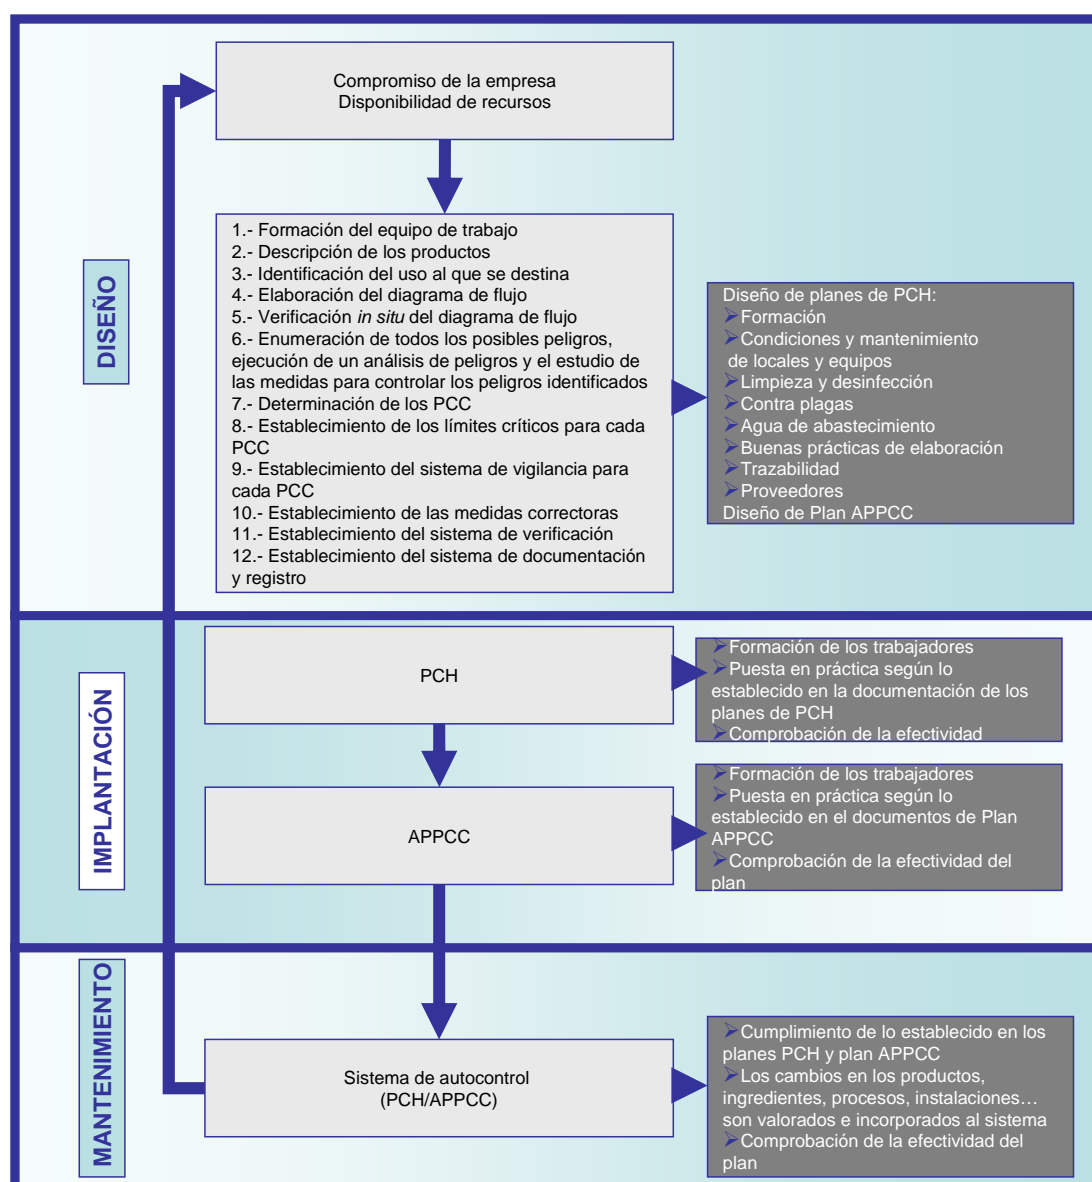 Compromiso de la empresa
Disponibilidad de recursos
DISEÑO
1.- Formación del equipo de trabajo
2.- Descripción de los productos
3.- Identificación del uso al que se destina
4.- Elaboración del diagrama de flujo
5.- Verificación in situ del diagrama de flujo
6.- Enumeración de todos los posibles peligros,
ejecución de un análisis de peligros y el estudio de
las medidas para controlar los peligros identificados
7.- Determinación de los PCC
8.- Establecimiento de los límites críticos para cada
PCC
9.- Establecimiento del sistema de vigilancia para
cada PCC
10.- Establecimiento de las medidas correctoras
11.- Establecimiento del sistema de verificación
12.- Establecimiento del sistema de documentación
y registro
Diseño de planes de PCH:
➢Formación
➢Condiciones y mantenimiento
de locales y equipos
➢Limpieza y desinfección
➢Contra plagas
➢Agua de abastecimiento
➢Buenas prácticas de elaboración
➢Trazabilidad
➢Proveedores
Diseño de Plan APPCC
IMPLANTACIÓN
PCH
➢Formación de los trabajadores
➢Puesta en práctica según lo
establecido en la documentación de los
planes de PCH
➢Comprobación de la efectividad
APPCC
➢Formación de los trabajadores
➢Puesta en práctica según lo
establecido en el documentos de Plan
APPCC
➢Comprobación de la efectividad del
plan
MANTENIMIENTO
Sistema de autocontrol
(PCH/APPCC)
➢Cumplimiento de lo establecido en los
planes PCH y plan APPCC
➢Los cambios en los productos,
ingredientes, procesos, instalaciones…
son valorados e incorporados al sistema
➢Comprobación de la efectividad del
plan